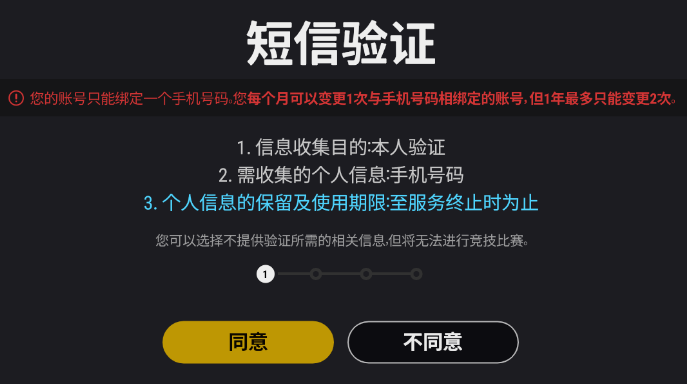 短信验证
您的账号只能绑定一个手机号码。您每个月可以变更1次与手机号码相绑定的账号，但1年最多只能变更2次。
1. 信息收集目的:本人验证
2. 需收集的个人信息:手机号码
3. 个人信息的保留及使用期限:至服务终止时为止
您可以选择不提供验证所需的相关信息，但将无法进行竞技比赛。
1
同意 不同意